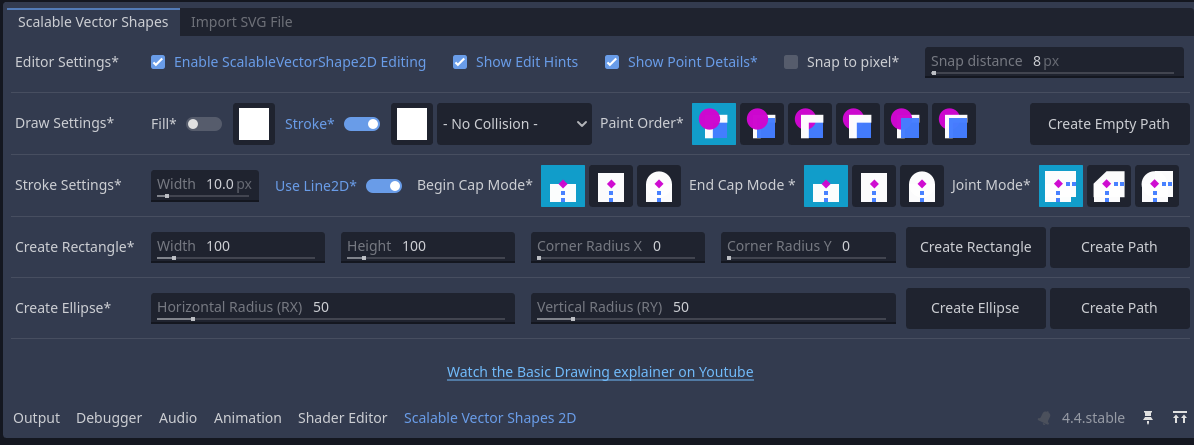 Scalable Vector Shapes Import SVG File
Editor Settings* Enable ScalableVectorShape2D Editing Show Edit Hints Show Point Details* Snap to pixel* Snap distance 8 px
Draw Settings* Fill* Stroke* - No Collision - Paint Order* Create Empty Path
Stroke Settings* Width 10.0 px Use Line2D* Begin Cap Mode* End Cap Mode * Joint Mode*
Create Rectangle* Width 100 Height 100 Corner Radius X 0 Corner Radius Y 0 Create Rectangle Create Path
Create Ellipse* Horizontal Radius (RX) 50 Vertical Radius (RY) 50 Create Ellipse Create Path
Watch the Basic Drawing explainer on Youtube
Output Debugger Audio Animation Shader Editor Scalable Vector Shapes 2D 4.4.stable